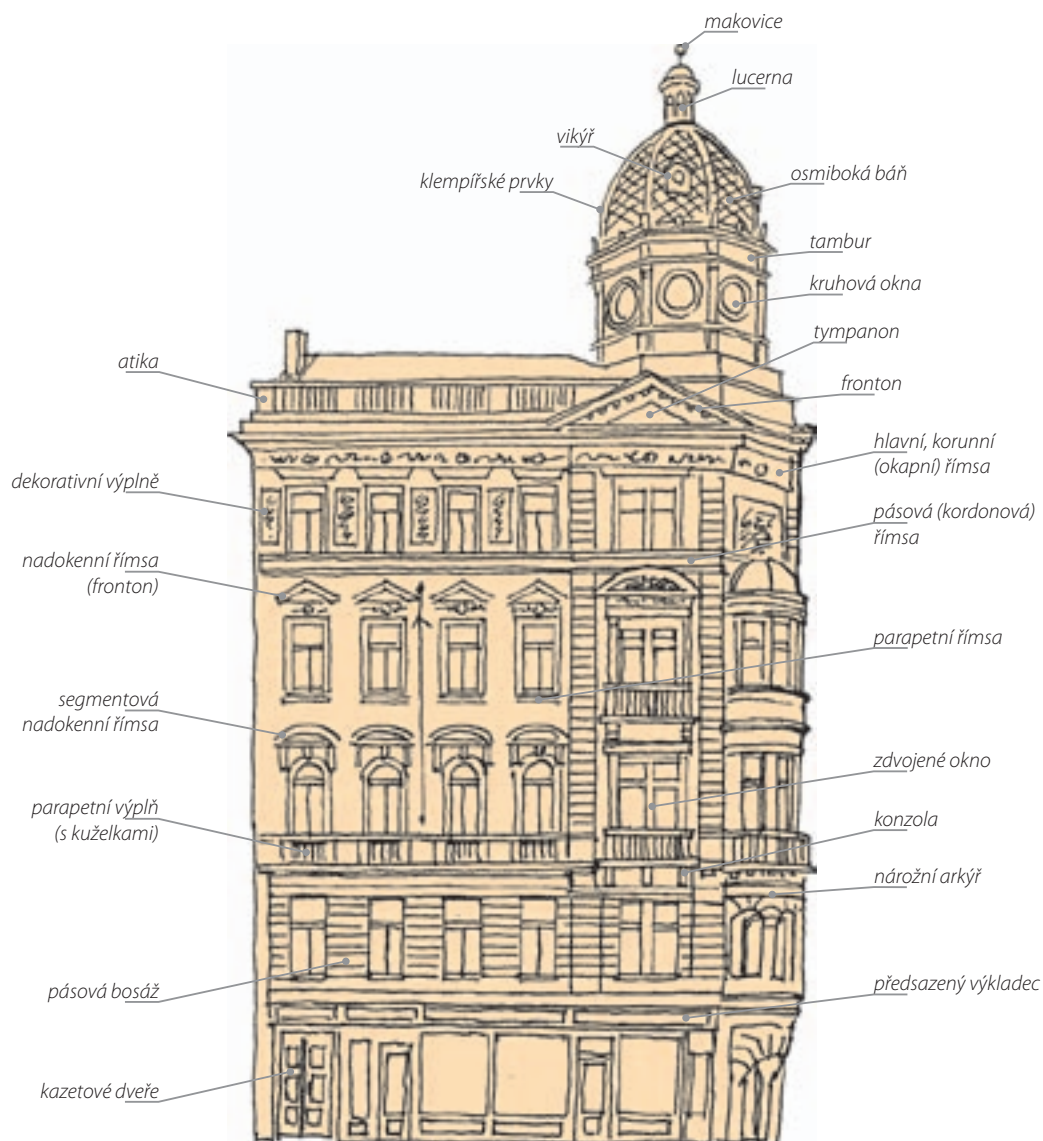 makovice
lucerna
vikýř
klempířské prvky
osmiboká báň
tambur
kruhová okna
tympanon
atika
fronton
hlavní, korunní
(okapní) římsa
dekorativní výplně
pásová (kordonová)
římsa
nadokenní římsa
(fronton)
parapetní římsa
segmentová
nadokenní římsa
zdvojené okno
parapetní výplň
(s kuželkami)
konzola
nárožní arkýř
pásová bosáž
předsazený výkladec
kazetové dveře